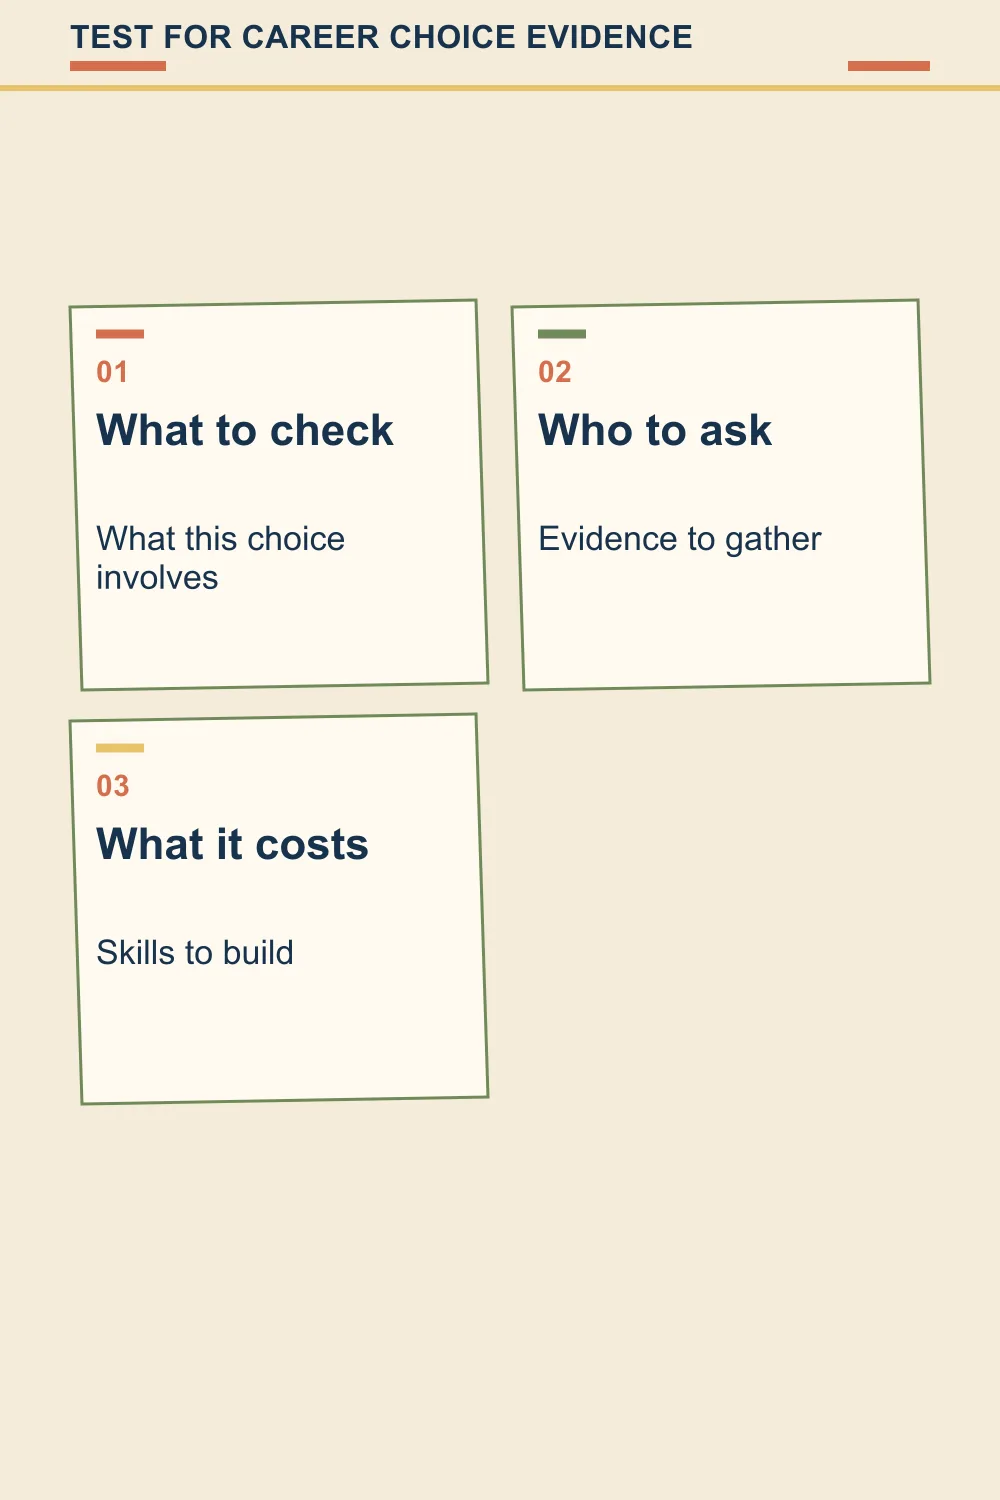 TEST FOR CAREER CHOICE EVIDENCE
01
What to check
What this choice
involves
02
Who to ask
Evidence to gather
03
What it costs
Skills to build